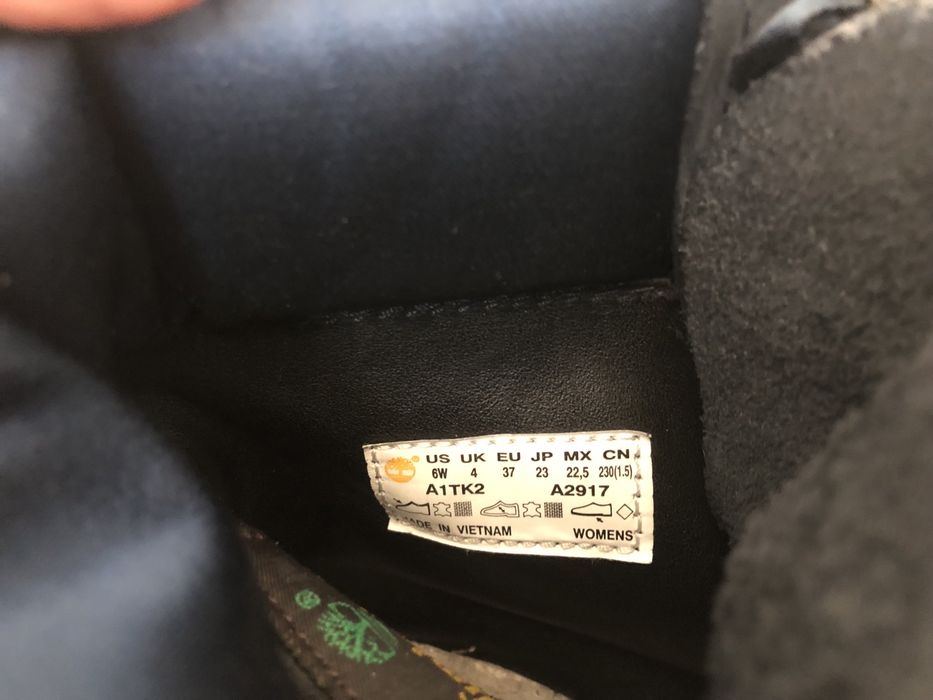 US UK EU JP MX CN
6W 4 37 23 22,5 230(1.5)
A1TK2 A2917
MADE IN VIETNAM WOMENS